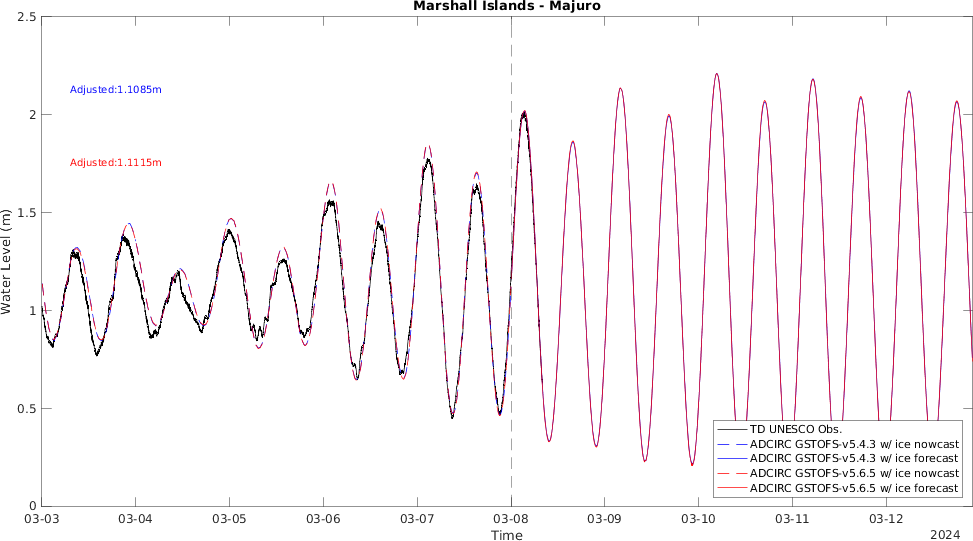 Marshall Islands - Majuro
2.5
2
1.5
1
0.5
0
Water Level (m)
Adjusted:1.1085m
Adjusted:1.1115m
TD UNESCO Obs.
ADCIRC GSTOFS-v5.4.3 w/ ice nowcast
ADCIRC GSTOFS-v5.4.3 w/ ice forecast
ADCIRC GSTOFS-v5.6.5 w/ ice nowcast
ADCIRC GSTOFS-v5.6.5 w/ ice forecast
03-03 03-04 03-05 03-06 03-07 03-08 03-09 03-10 03-11 03-12
Time
2024